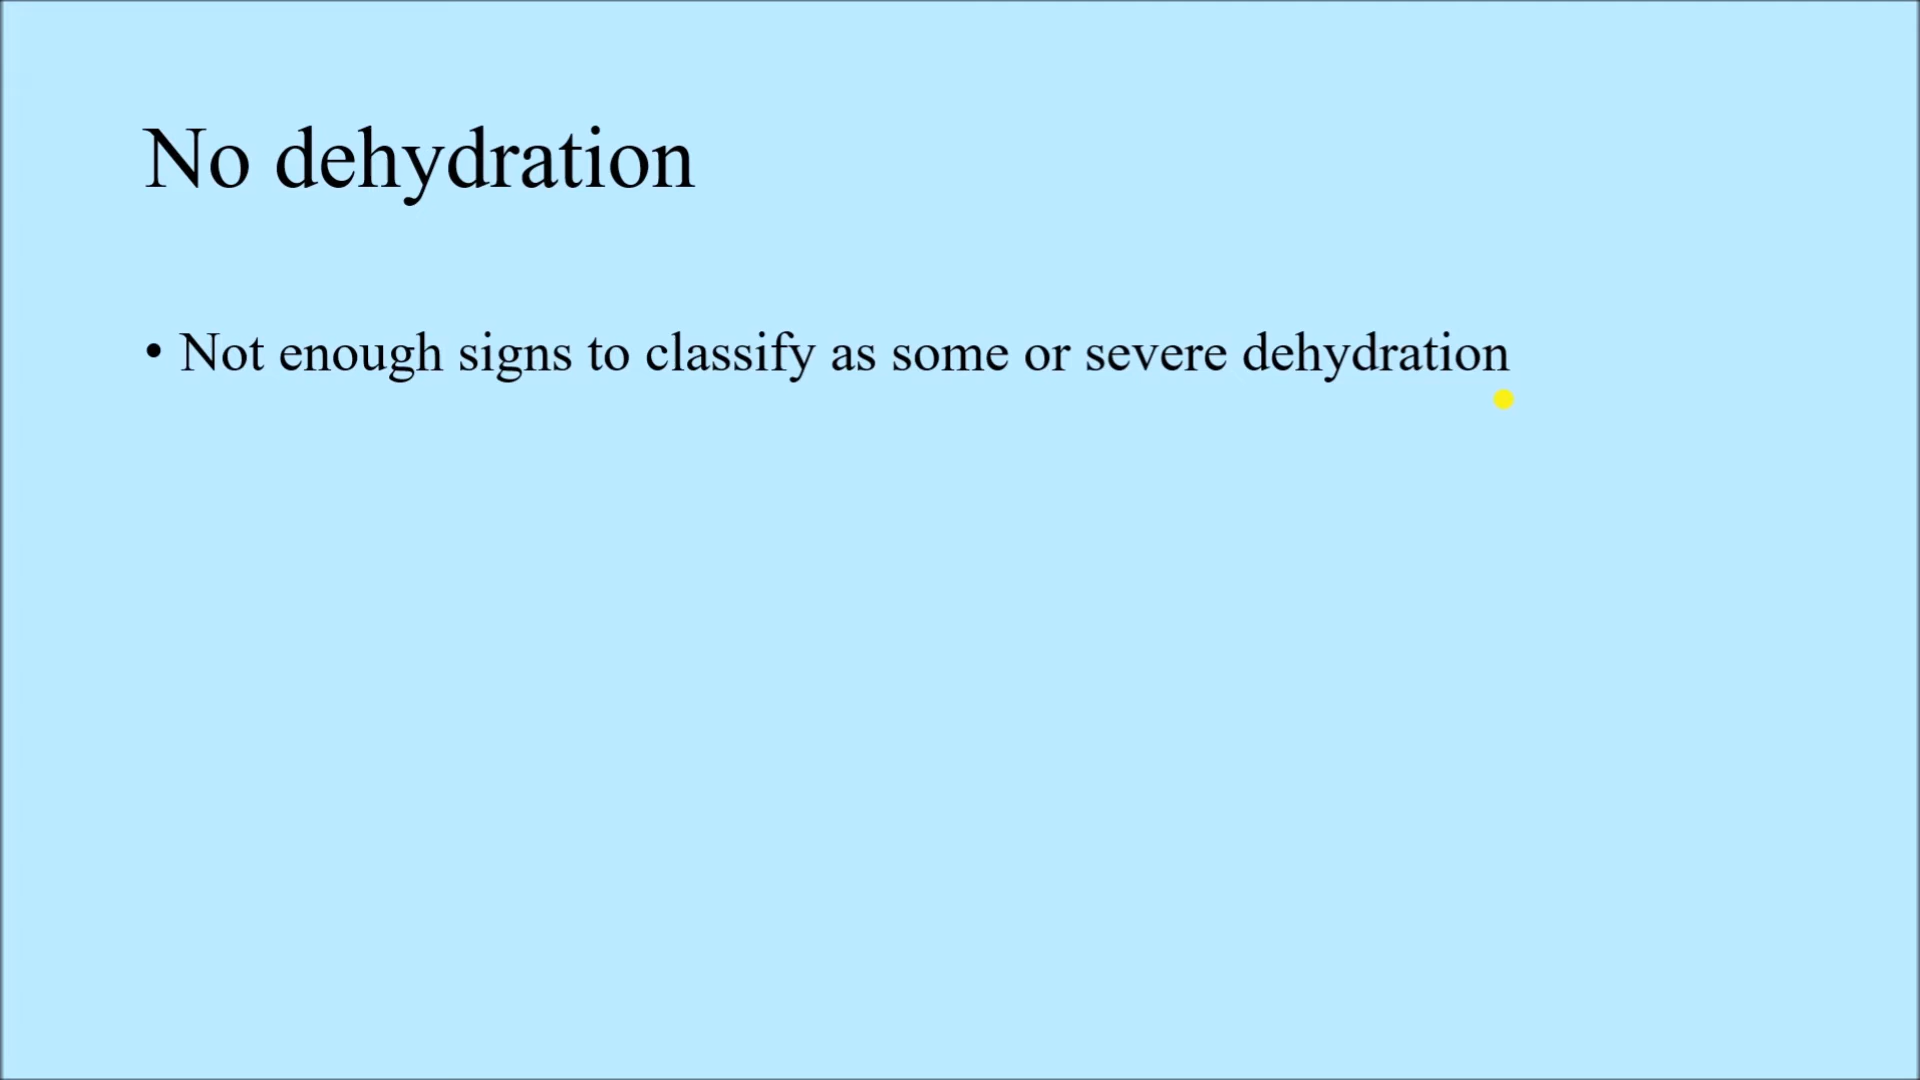 No dehydration
• Not enough signs to classify as some or severe dehydration